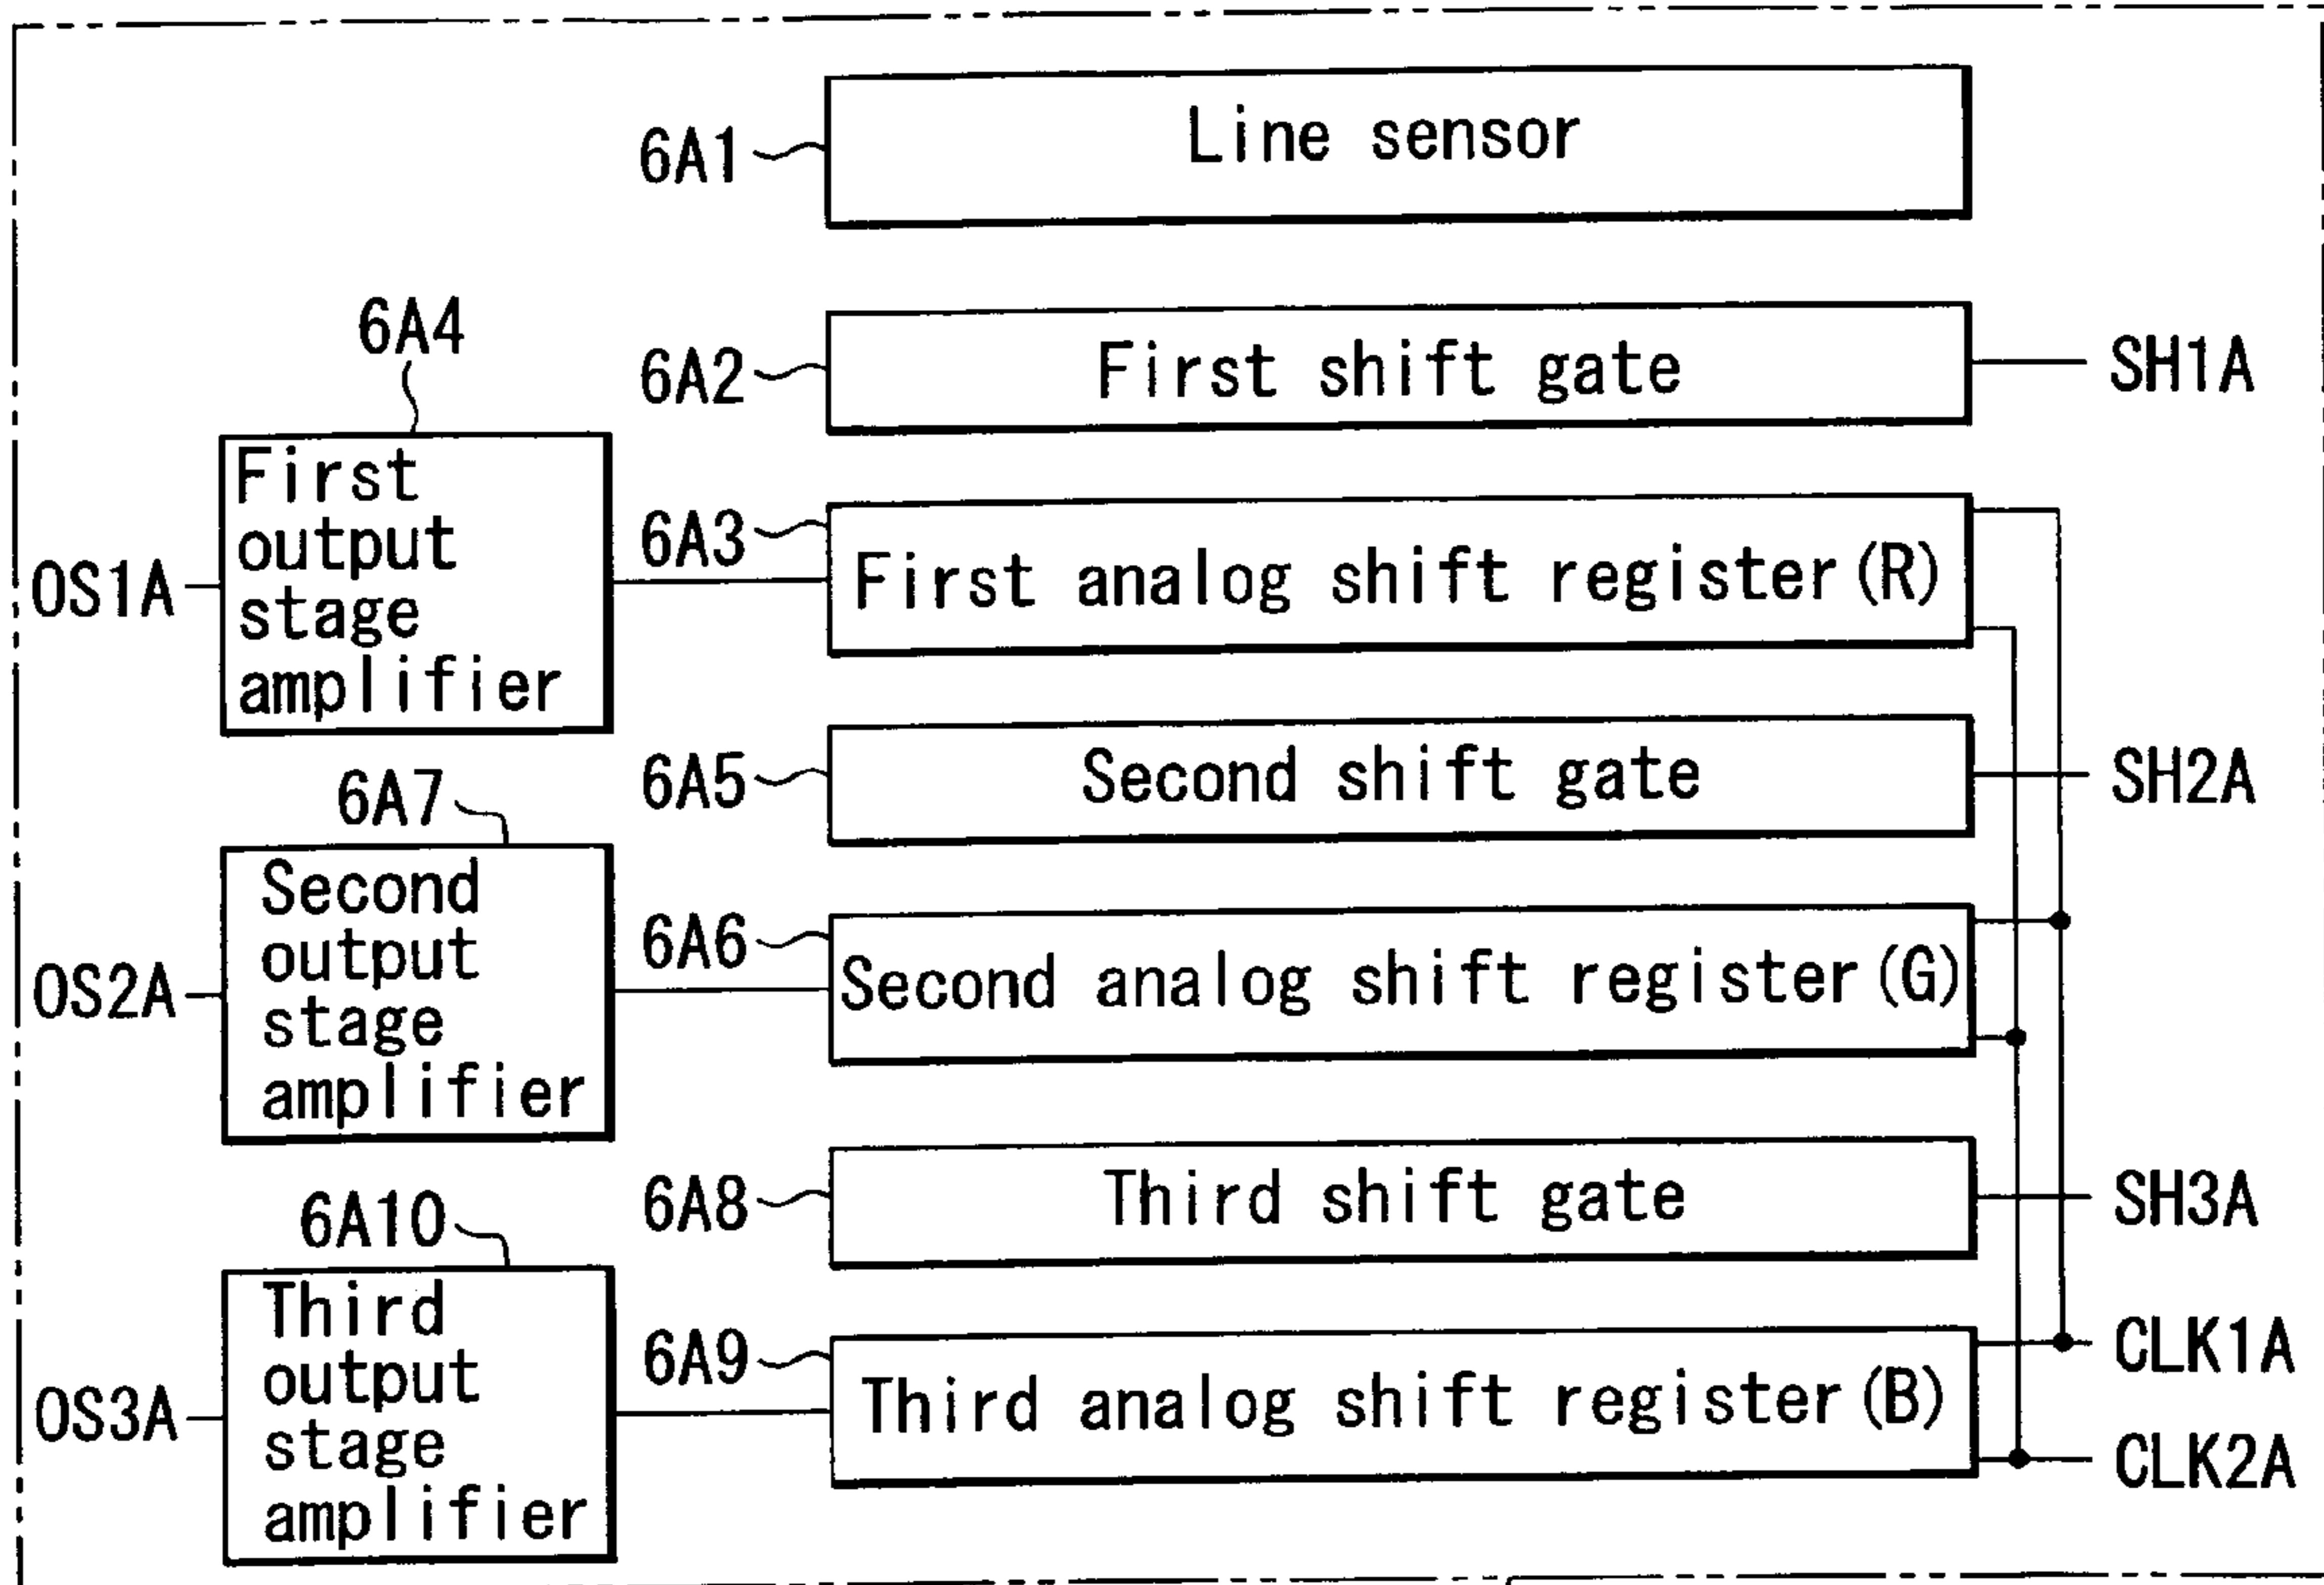 6A1
Line sensor
6A4
6A2
First shift gate
SH1A
OS1A
First
output
stage
amplifier
6A3
First analog shift register(R)
6A5
Second shift gate
SH2A
6A7
OS2A
Second
output
stage
amplifier
6A6
Second analog shift register(G)
6A8
Third shift gate
SH3A
6A10
OS3A
Third
output
stage
amplifier
6A9
Third analog shift register(B)
CLK1A
CLK2A